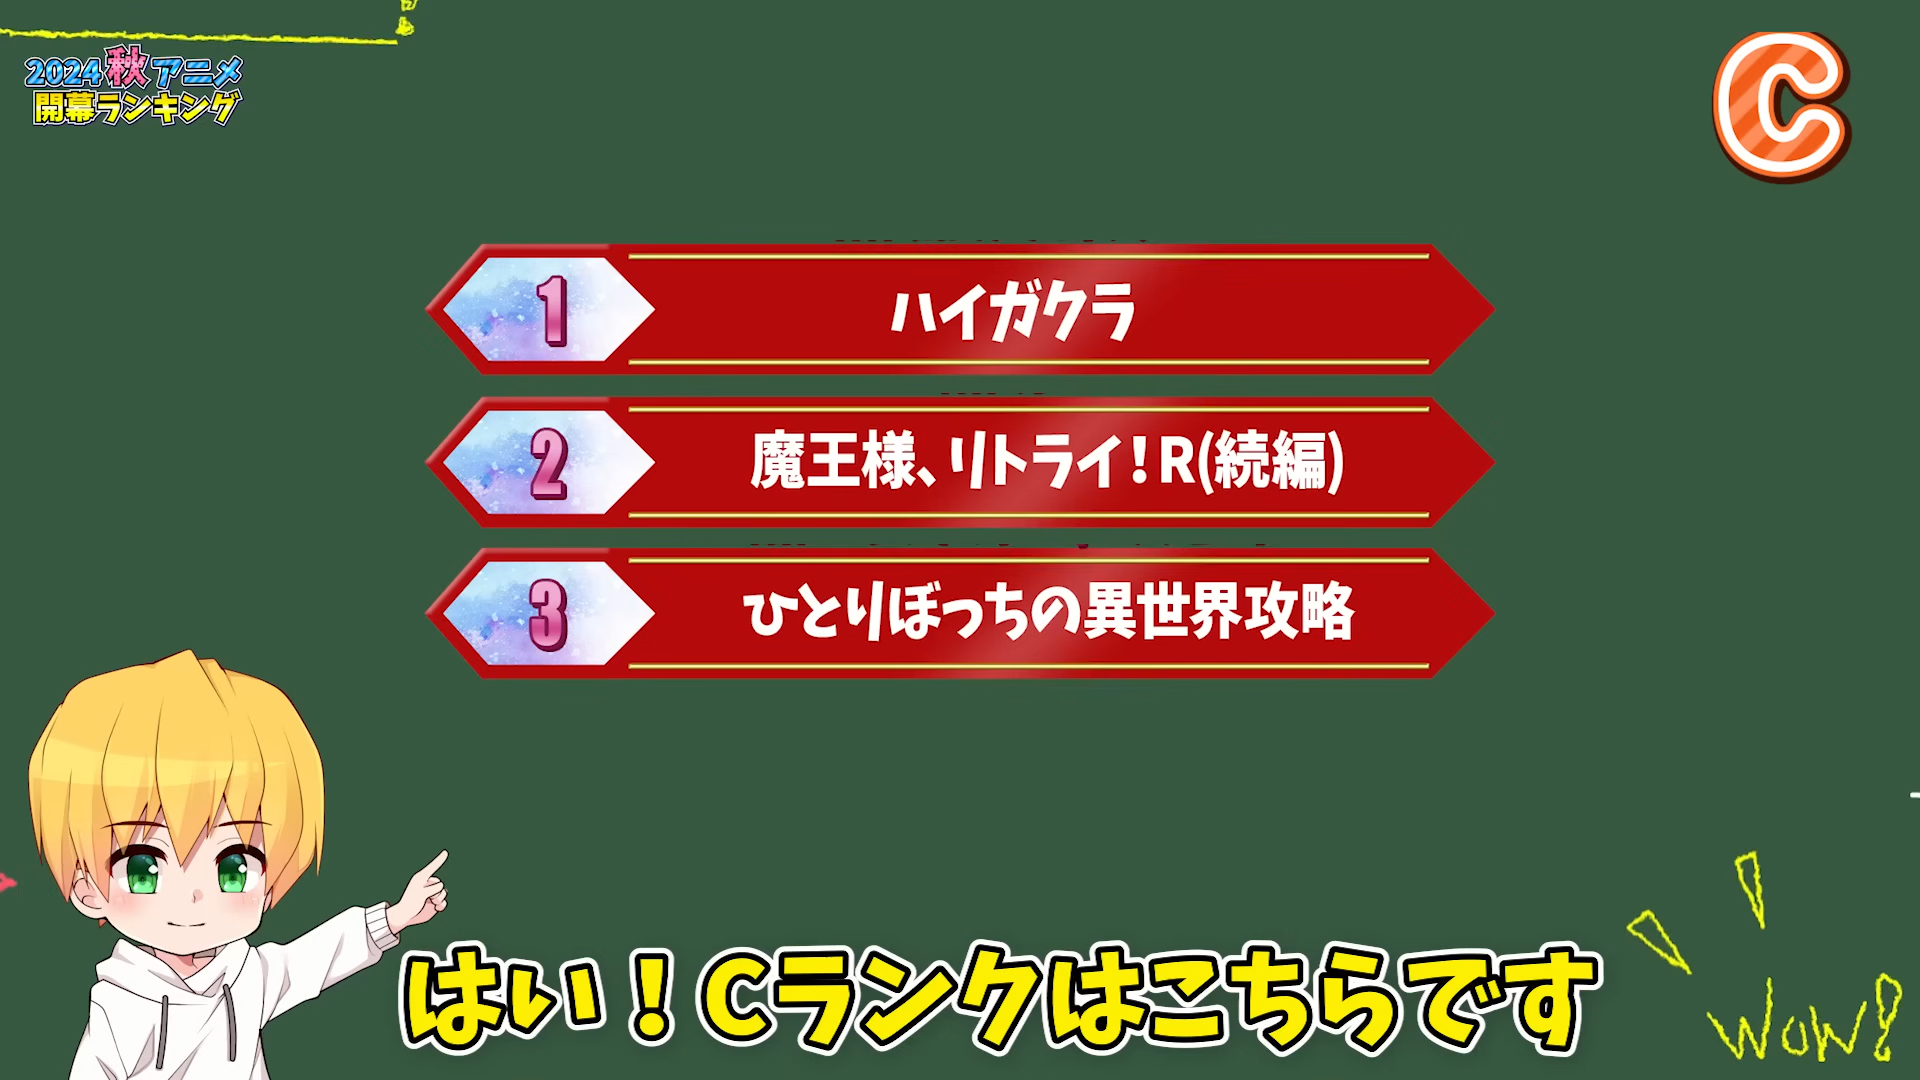 2024秋アニメ
開幕ランキング
C
1
ハイガクラ
2
魔王様、リトライ！R(続編)
3
ひとりぼっちの異世界攻略
はい！Cランクはこちらです
WOW!